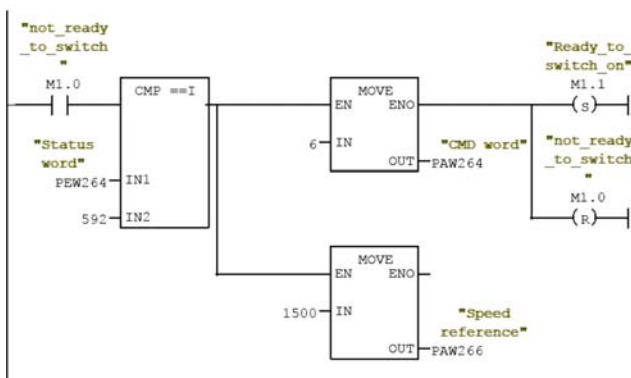 "not_ready
_to_switch
"
M1.0
CMP ==I
"Status
word"
PEW264
IN1
592
IN2
MOVE
EN
ENO
6
IN
OUT
"CMD word"
PAW264
"Ready_to_
switch_on"
M1.1
S
"not_ready
_to_switch
"
M1.0
R
MOVE
EN
ENO
1500
IN
"Speed
reference"
OUT
PAW266